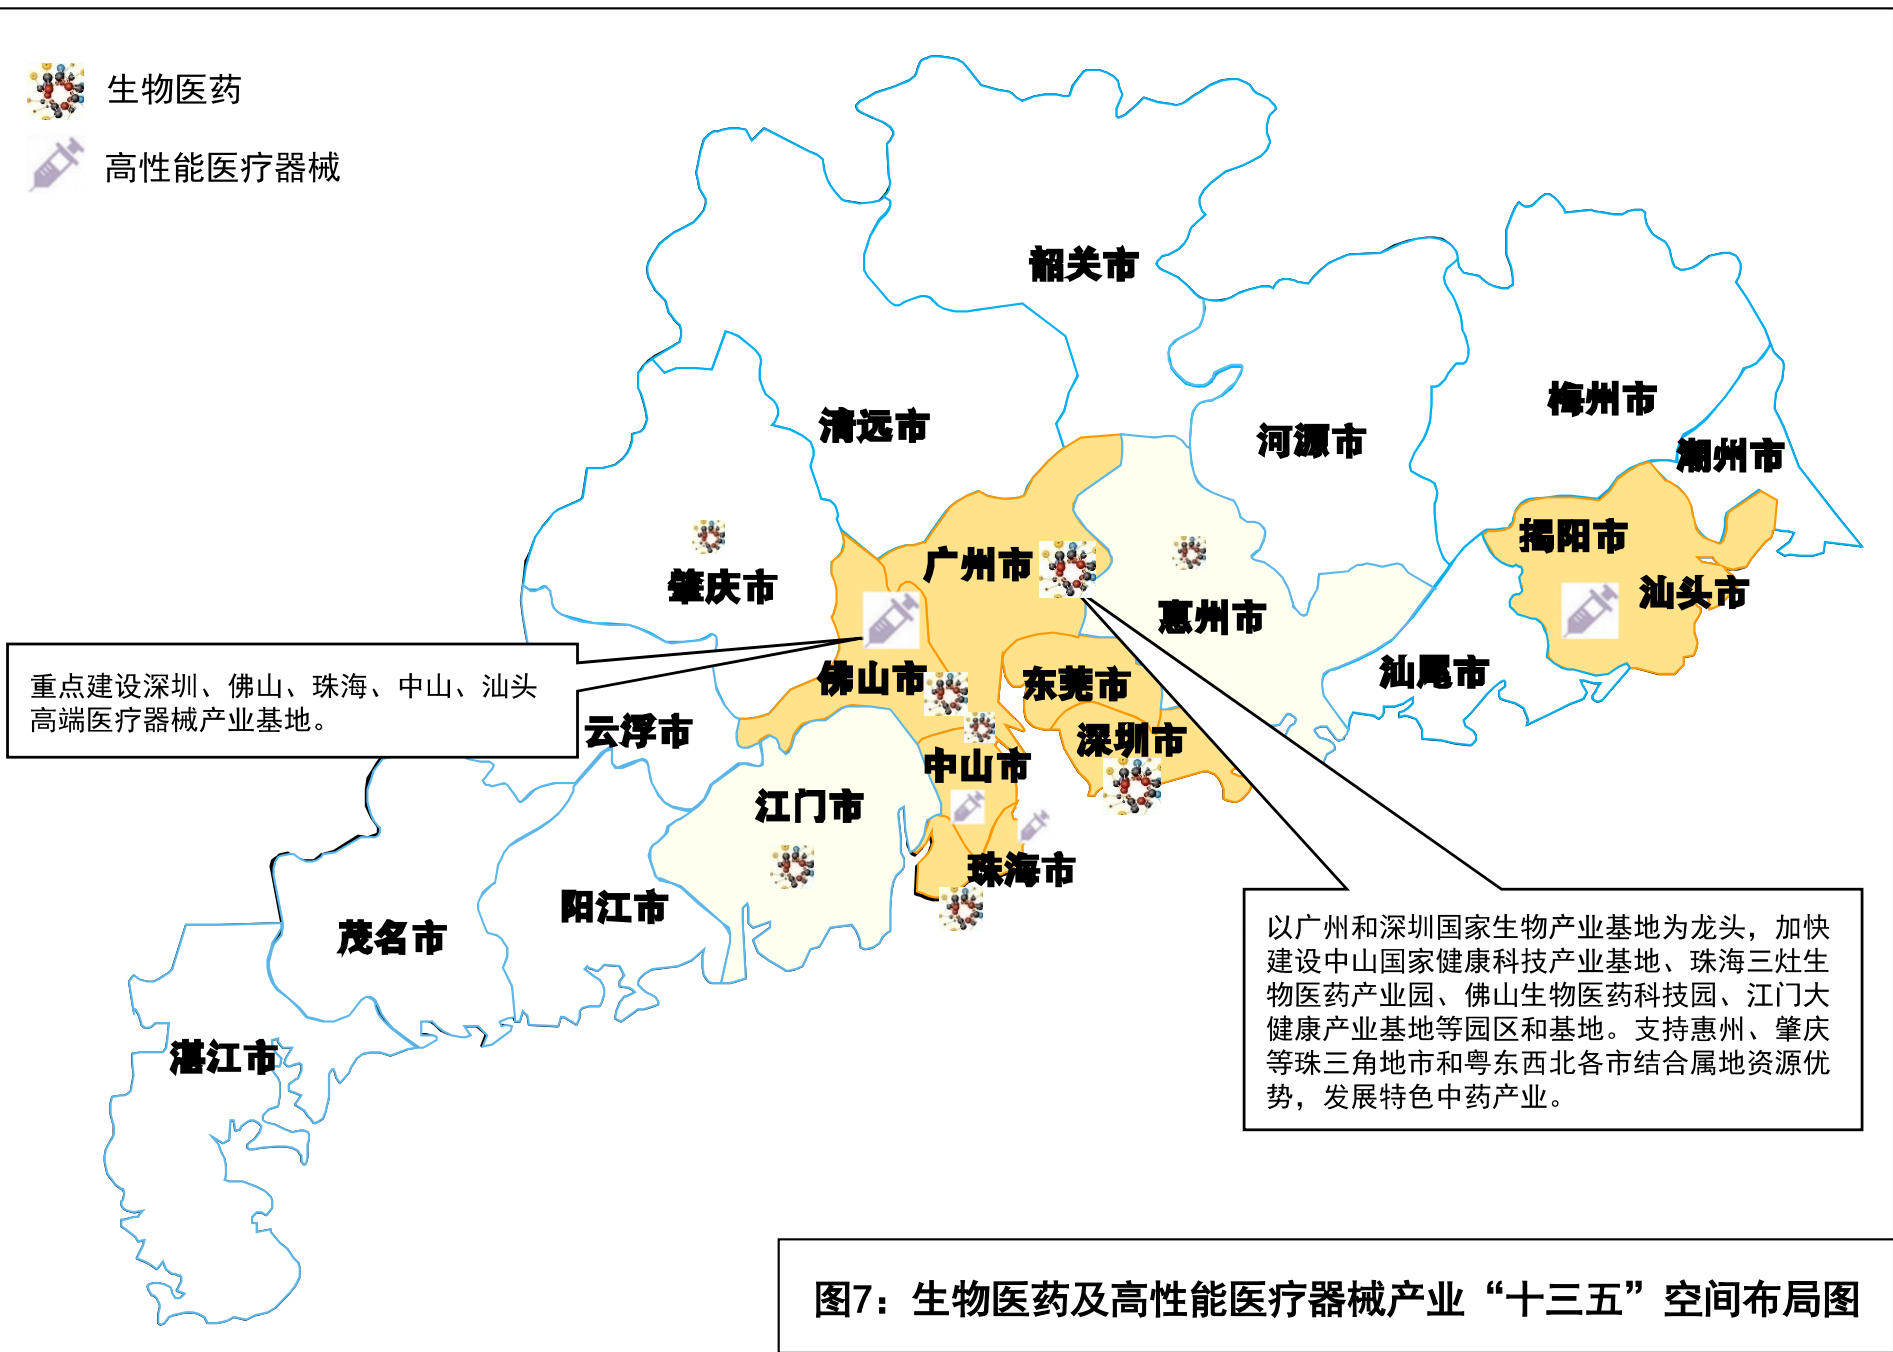 生物医药
高性能医疗器械
韶关市
梅州市
清远市
河源市
潮州市
揭阳市
广州市
肇庆市
汕头市
惠州市
佛山市
东莞市
汕尾市
重点建设深圳、佛山、珠海、中山、汕头
高端医疗器械产业基地。
云浮市
深圳市
中山市
江门市
珠海市
阳江市
茂名市
湛江市
以广州和深圳国家生物产业基地为龙头，加快
建设中山国家健康科技产业基地、珠海三灶生
物医药产业园、佛山生物医药科技园、江门大
健康产业基地等园区和基地。支持惠州、肇庆
等珠三角地市和粤东西北各市结合属地资源优
势，发展特色中药产业。
图7：生物医药及高性能医疗器械产业“十三五”空间布局图